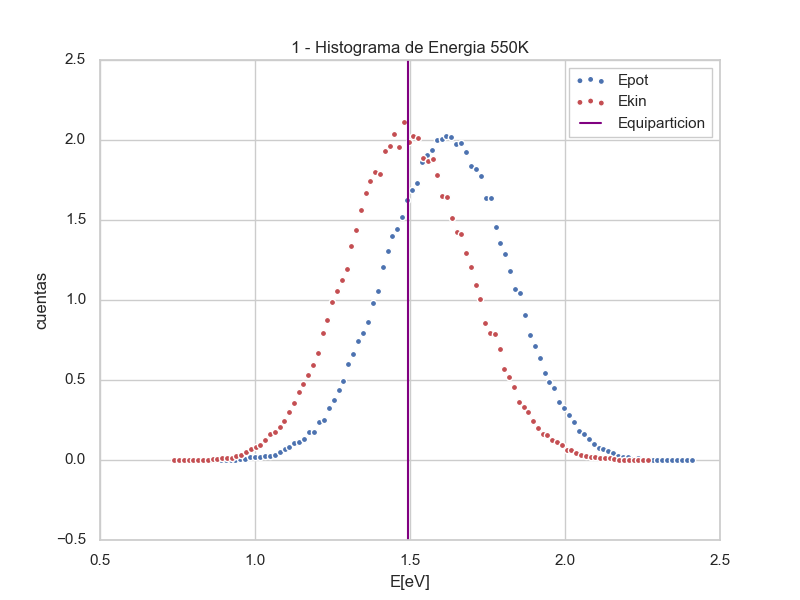 1 - Histograma de Energia 550K
2.5
2.0
1.5
1.0
0.5
0.0
−0.5
cuentas
Epot
Ekin
Equiparticion
0.5 1.0 1.5 2.0 2.5
E[eV]